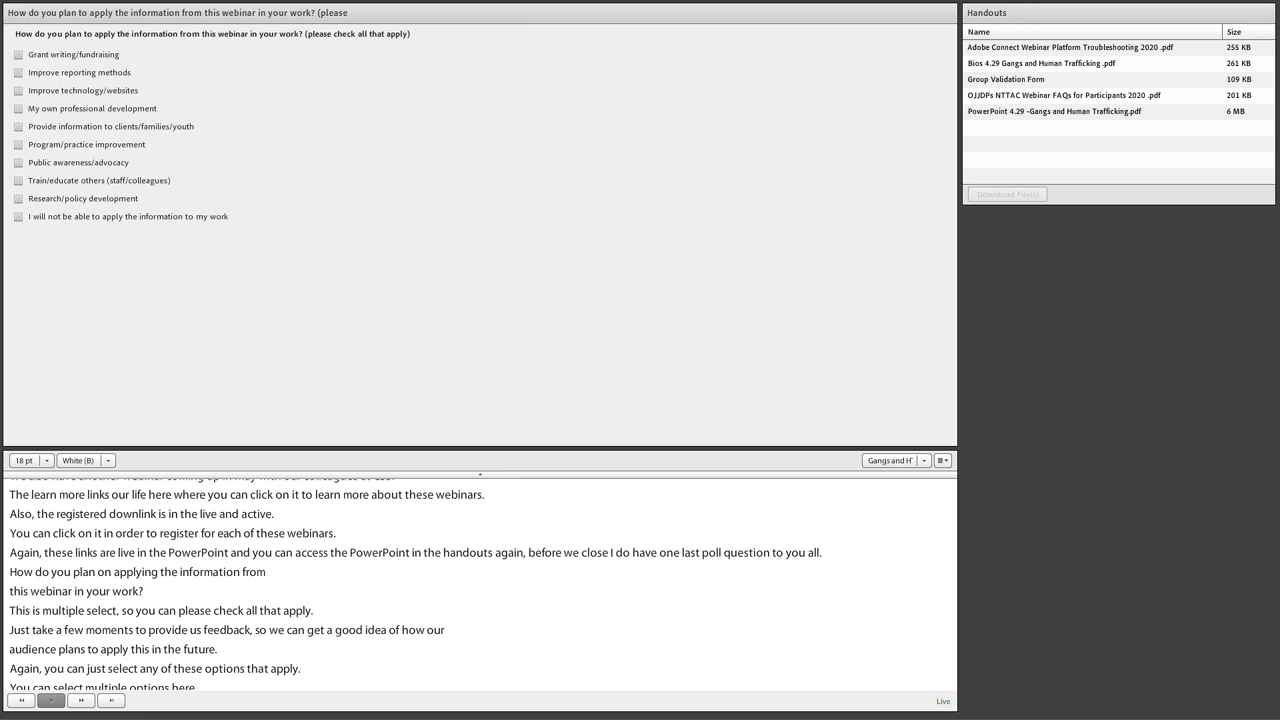 How do you plan to apply the information from this webinar in your work? (please
How do you plan to apply the information from this webinar in your work? (please check all that apply)
Grant writing/fundraising
Improve reporting methods
Improve technology/websites
My own professional development
Provide information to clients/families/youth
Program/practice improvement
Public awareness/advocacy
Train/educate others (staff/colleagues)
Research/policy development
I will not be able to apply the information to my work
Handouts
Name Size
Adobe Connect Webinar Platform Troubleshooting 2020 .pdf 255 KB
Bios 4.29 Gangs and Human Trafficking .pdf 261 KB
Group Validation Form 109 KB
OJJDPs NTTAC Webinar FAQs for Participants 2020 .pdf 201 KB
PowerPoint 4.29 -Gangs and Human Trafficking.pdf 6 MB
Download File(s)
18 pt White (B) Gangs and H
The learn more links our life here where you can click on it to learn more about these webinars.
Also, the registered downlink is in the live and active.
You can click on it in order to register for each of these webinars.
Again, these links are live in the PowerPoint and you can access the PowerPoint in the handouts again, before we close I do have one last poll question to you all.
How do you plan on applying the information from
this webinar in your work?
This is multiple select, so you can please check all that apply.
Just take a few moments to provide us feedback, so we can get a good idea of how our
audience plans to apply this in the future.
Again, you can just select any of these options that apply.
You can select multiple options here
Live